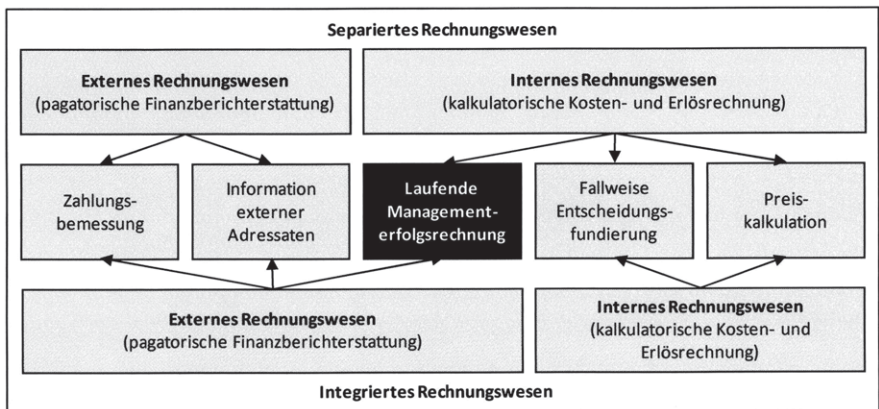 Separiertes Rechnungswesen
Externes Rechnungswesen
(pagatorische Finanzberichterstattung)
Internes Rechnungswesen
(kalkulatorische Kosten- und Erlösrechnung)
Zahlungs-
bemessung
Information
externer
Adressaten
Laufende
Management-
erfolgsrechnung
Fallweise
Entscheidungs-
fundierung
Preis-
kalkulation
Externes Rechnungswesen
(pagatorische Finanzberichterstattung)
Internes Rechnungswesen
(kalkulatorische Kosten- und
Erlösrechnung)
Integriertes Rechnungswesen